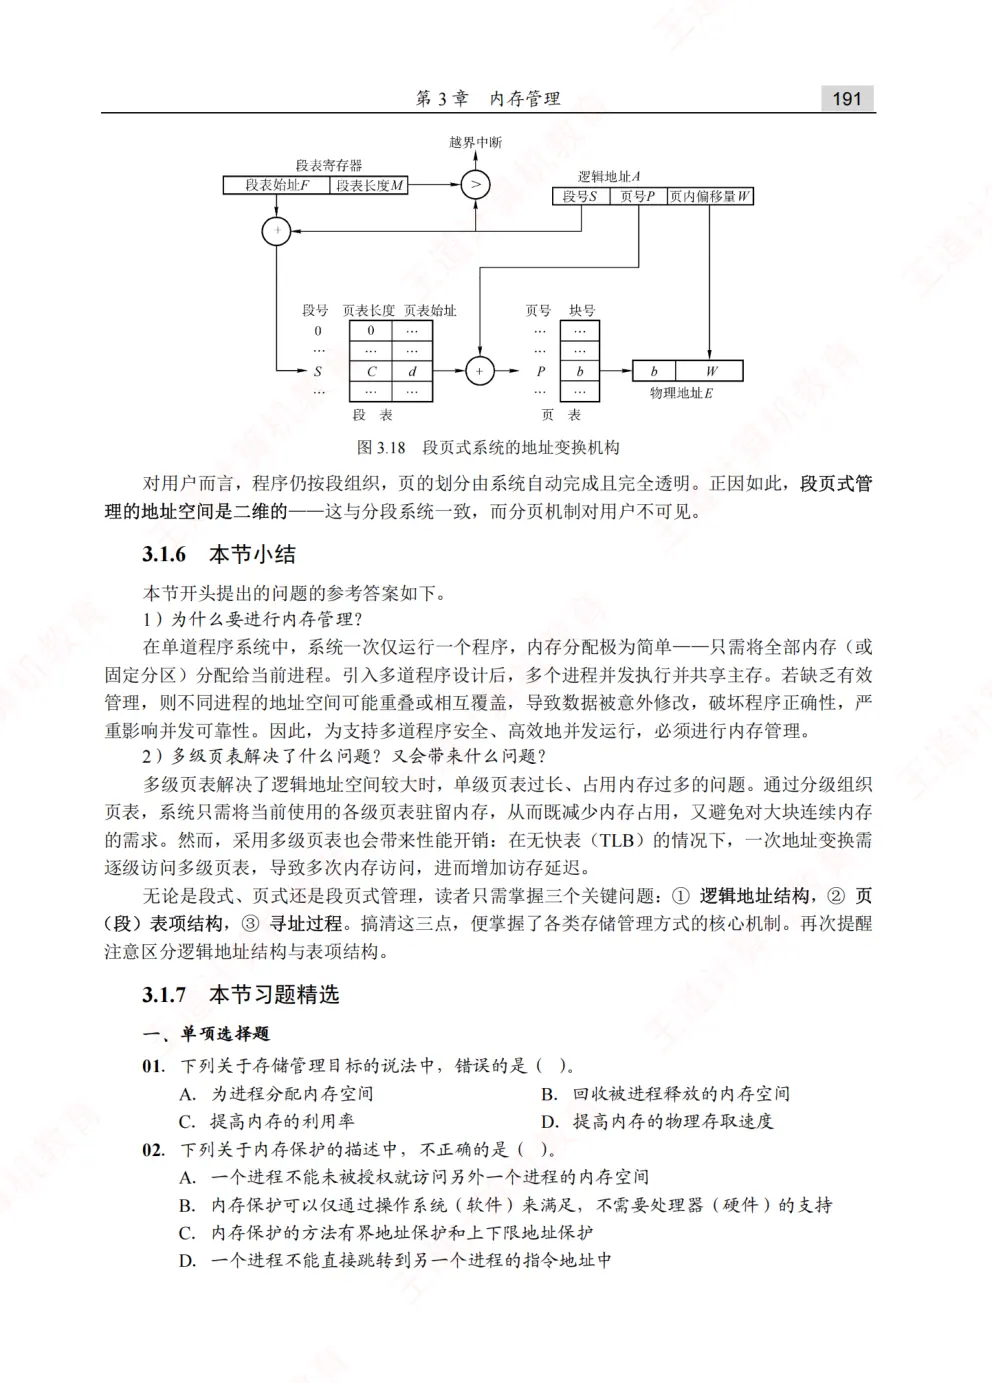 第 3 章 内存管理 191
越界中断
段表寄存器
段表始址F 段表长度M
>
逻辑地址A
段号S 页号P 页内偏移量W
+
段号 页表长度 页表始址
0 0 …
… … …
S C d
… … …
段 表
+
页号 块号
… …
… …
P b
… …
页 表
b W
物理地址E
图 3.18 段页式系统的地址变换机构
对用户而言，程序仍按段组织，页的划分由系统自动完成且完全透明。正因如此，段页式管
理的地址空间是二维的——这与分段系统一致，而分页机制对用户不可见。
3.1.6 本节小结
本节开头提出的问题的参考答案如下。
1）为什么要进行内存管理？
在单道程序系统中，系统一次仅运行一个程序，内存分配极为简单——只需将全部内存（或
固定分区）分配给当前进程。引入多道程序设计后，多个进程并发执行并共享主存。若缺乏有效
管理，则不同进程的地址空间可能重叠或相互覆盖，导致数据被意外修改，破坏程序正确性，严
重影响并发可靠性。因此，为支持多道程序安全、高效地并发运行，必须进行内存管理。
2）多级页表解决了什么问题？又会带来什么问题？
多级页表解决了逻辑地址空间较大时，单级页表过长、占用内存过多的问题。通过分级组织
页表，系统只需将当前使用的各级页表驻留内存，从而既减少内存占用，又避免对大块连续内存
的需求。然而，采用多级页表也会带来性能开销：在无快表（TLB）的情况下，一次地址变换需
逐级访问多级页表，导致多次内存访问，进而增加访存延迟。
无论是段式、页式还是段页式管理，读者只需掌握三个关键问题：① 逻辑地址结构，② 页
（段）表项结构，③ 寻址过程。搞清这三点，便掌握了各类存储管理方式的核心机制。再次提醒
注意区分逻辑地址结构与表项结构。
3.1.7 本节习题精选
一、单项选择题
01. 下列关于存储管理目标的说法中，错误的是（ ）。
A. 为进程分配内存空间 B. 回收被进程释放的内存空间
C. 提高内存的利用率 D. 提高内存的物理存取速度
02. 下列关于内存保护的描述中，不正确的是（ ）。
A. 一个进程不能未被授权就访问另外一个进程的内存空间
B. 内存保护可以仅通过操作系统（软件）来满足，不需要处理器（硬件）的支持
C. 内存保护的方法有界地址保护和上下限地址保护
D. 一个进程不能直接跳转到另一个进程的指令地址中